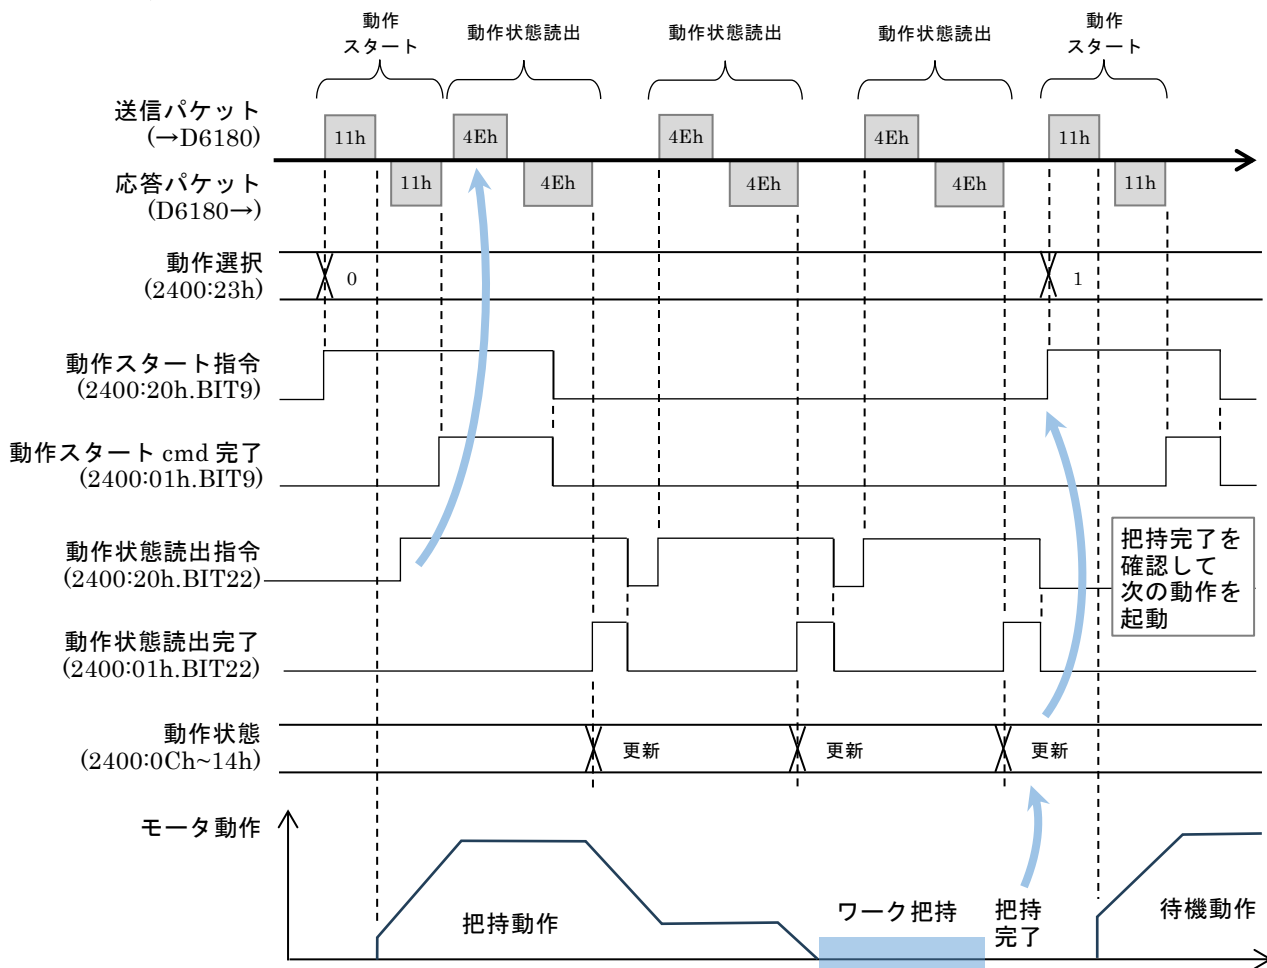 動作
スタート
動作状態読出
動作状態読出
動作状態読出
動作
スタート
送信パケット
(→D6180)
11h
4Eh
4Eh
4Eh
11h
応答パケット
(D6180→)
11h
4Eh
4Eh
4Eh
11h
動作選択
(2400:23h)
0
1
動作スタート指令
(2400:20h.BIT9)
動作スタート cmd 完了
(2400:01h.BIT9)
動作状態読出指令
(2400:20h.BIT22)
把持完了を
確認して
次の動作を
起動
動作状態読出完了
(2400:01h.BIT22)
動作状態
(2400:0Ch~14h)
更新
更新
更新
モータ動作
把持動作
ワーク把持
把持
完了
待機動作